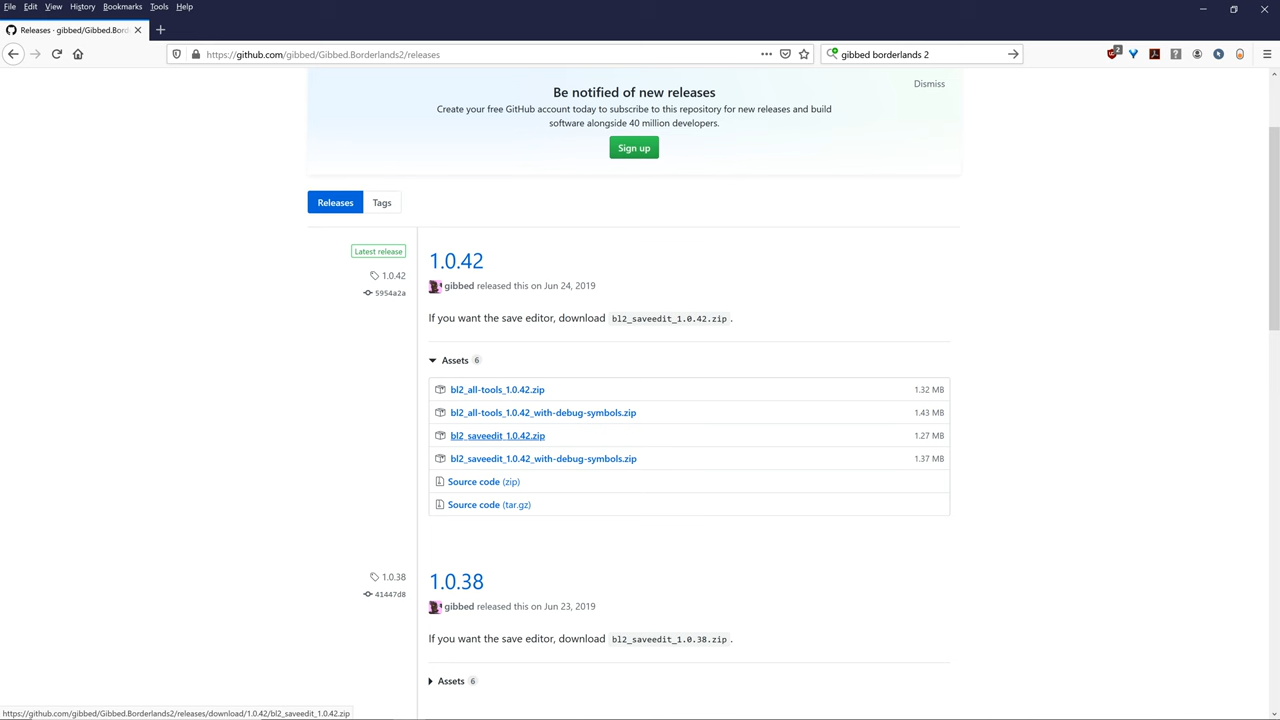 File Edit View History Bookmarks Tools Help
Releases · gibbed/Gibbed.Bord
https://github.com/gibbed/Gibbed.Borderlands2/releases
gibbed borderlands 2
2
Be notified of new releases
Dismiss
Create your free GitHub account today to subscribe to this repository for new releases and build
software alongside 40 million developers.
Sign up
Releases Tags
Latest release
1.0.42
5954a2a
1.0.42
gibbed released this on Jun 24, 2019
If you want the save editor, download bl2_saveedit_1.0.42.zip.
Assets 6
bl2_all-tools_1.0.42.zip 1.32 MB
bl2_all-tools_1.0.42_with-debug-symbols.zip 1.43 MB
bl2_saveedit_1.0.42.zip 1.27 MB
bl2_saveedit_1.0.42_with-debug-symbols.zip 1.37 MB
Source code (zip)
Source code (tar.gz)
1.0.38
41447d8
1.0.38
gibbed released this on Jun 23, 2019
If you want the save editor, download bl2_saveedit_1.0.38.zip.
Assets 6
https://github.com/gibbed/Gibbed.Borderlands2/releases/download/1.0.42/bl2_saveedit_1.0.42.zip